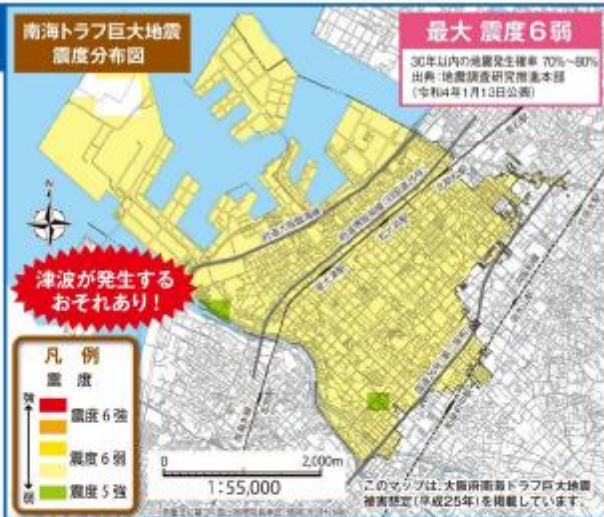 南海トラフ巨大地震
震度分布図
最大 震度6弱
30年以内の地震発生確率 70%~80%
出典:地震調査研究推進本部
(令和4年1月13日公表)
N
津波が発生する
おそれあり!
凡 例
震 度
強
震度6強
震度6弱
弱
震度5強
0
2,000m
1:55,000
このマップは、大阪府南海トラフ巨大地震
被害想定(平成25年)を掲載しています。